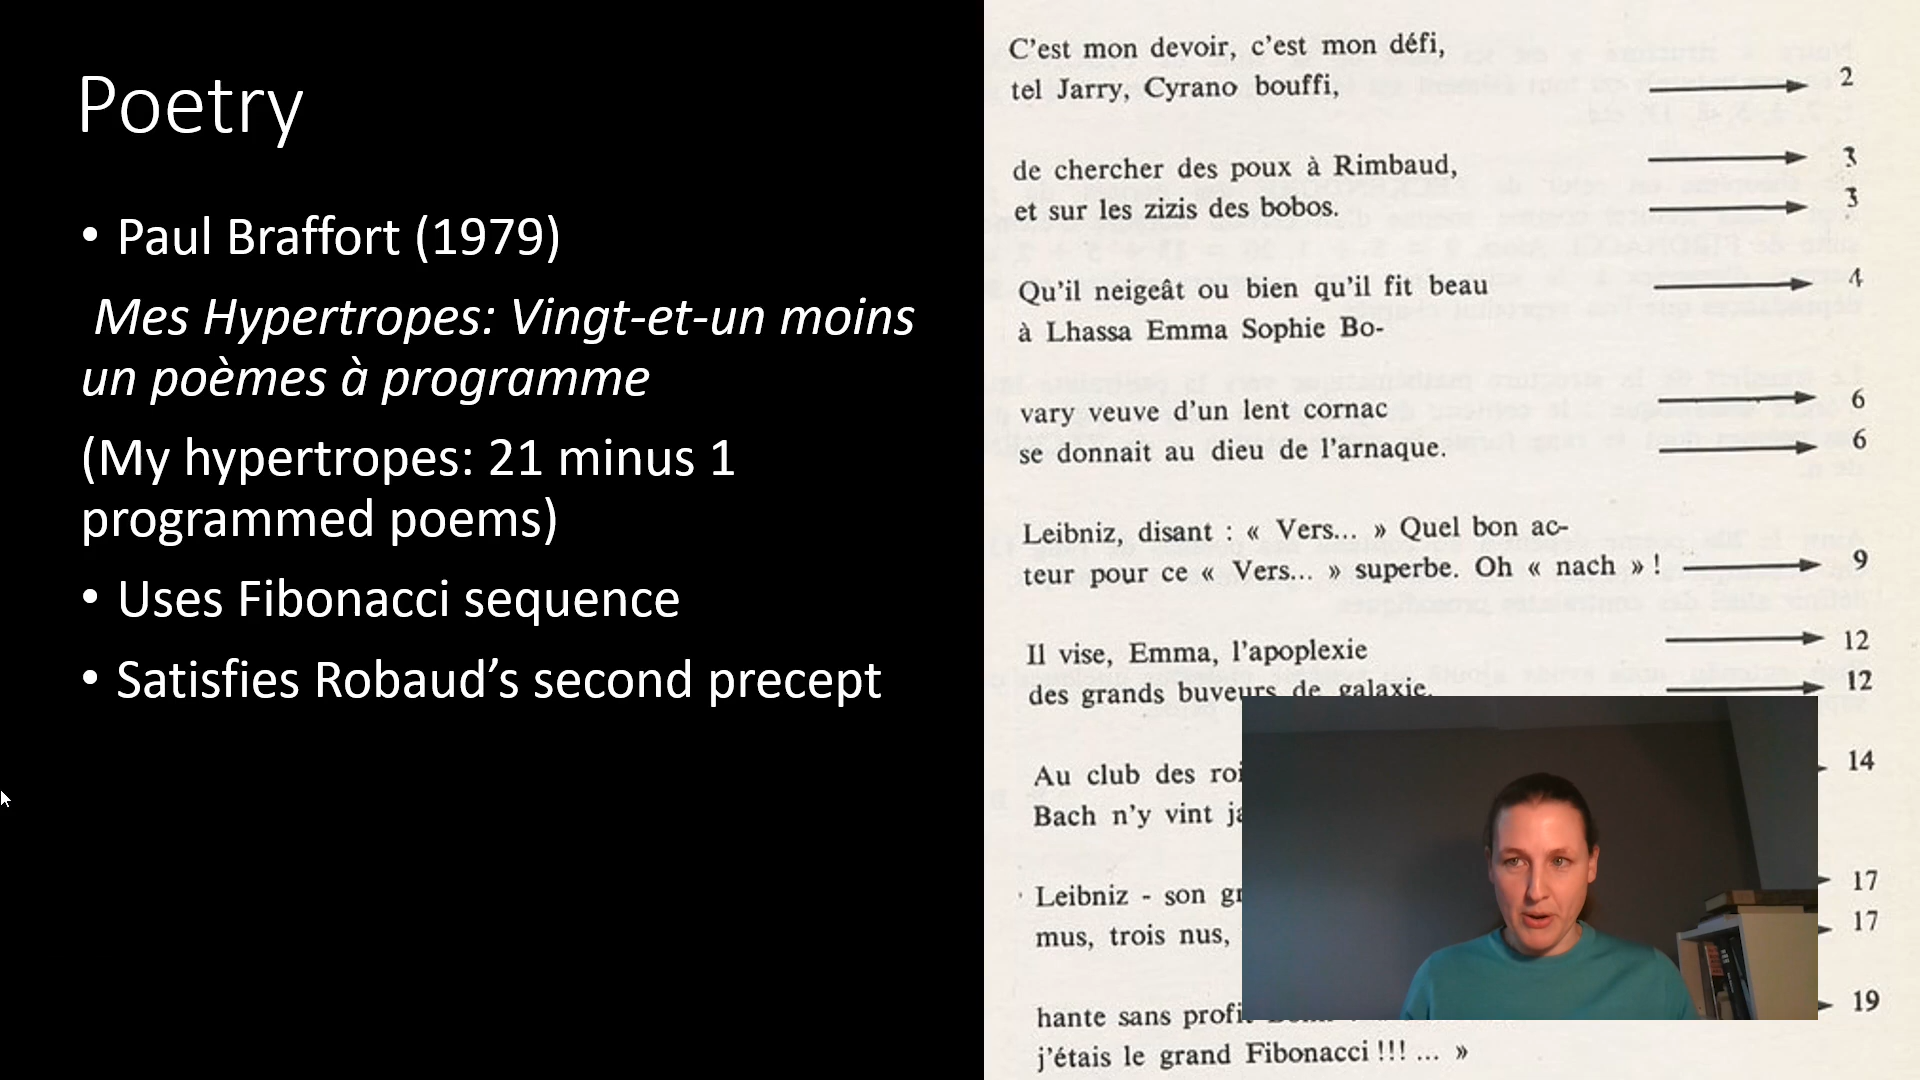 Poetry
• Paul Braffort (1979)
Mes Hypertropes: Vingt-et-un moins
un poèmes à programme
(My hypertropes: 21 minus 1
programmed poems)
• Uses Fibonacci sequence
• Satisfies Robaud’s second precept
C’est mon devoir, c’est mon défi,
tel Jarry, Cyrano bouffi, 2
de chercher des poux à Rimbaud, 3
et sur les zizis des bobos. 3
Qu’il neigeât ou bien qu’il fit beau 4
à Lhassa Emma Sophie Bo-
vary veuve d’un lent cornac 6
se donnait au dieu de l’arnaque. 6
Leibniz, disant : « Vers... » Quel bon ac-
teur pour ce « Vers... » superbe. Oh « nach » ! 9
Il vise, Emma, l’apoplexie 12
des grands buveurs de galaxie. 12
Au club des 14
Bach n’y vint
Leibniz - son 17
mus, trois nus, 17
hante sans 19
j’étais le grand Fibonacci !!! ... »